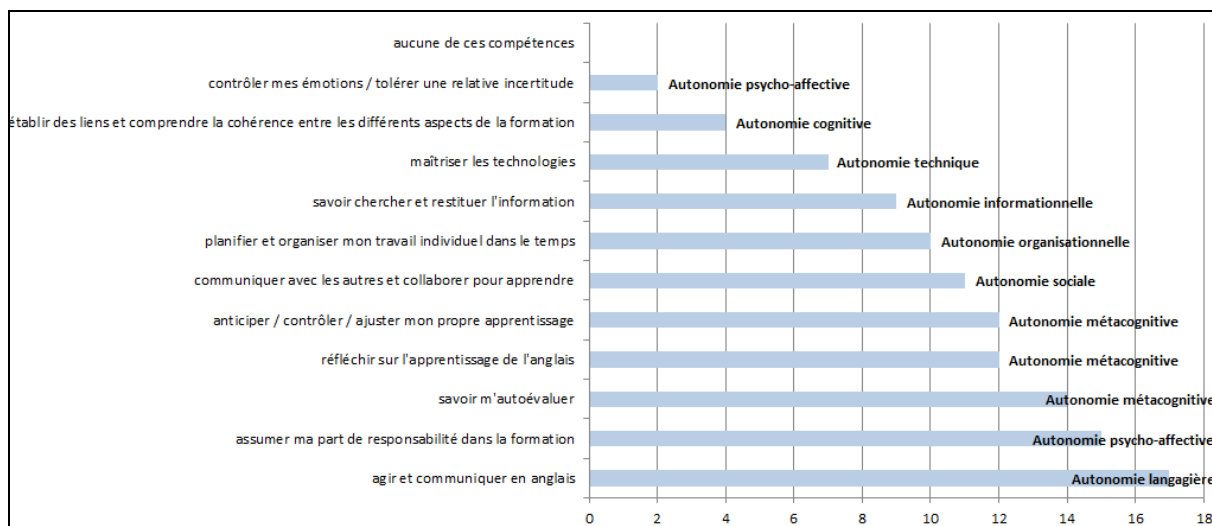 aucune de ces compétences
contrôler mes émotions / tolérer une relative incertitude
Autonomie psycho-affective
établir des liens et comprendre la cohérence entre les différents aspects de la formation
Autonomie cognitive
maîtriser les technologies
Autonomie technique
savoir chercher et restituer l'information
Autonomie informationnelle
planifier et organiser mon travail individuel dans le temps
Autonomie organisationnelle
communiquer avec les autres et collaborer pour apprendre
Autonomie sociale
anticiper / contrôler / ajuster mon propre apprentissage
Autonomie métacognitive
réfléchir sur l'apprentissage de l'anglais
Autonomie métacognitive
savoir m'autoévaluer
Autonomie métacognitive
assumer ma part de responsabilité dans la formation
Autonomie psycho-affective
agir et communiquer en anglais
Autonomie langagière
0 2 4 6 8 10 12 14 16 18